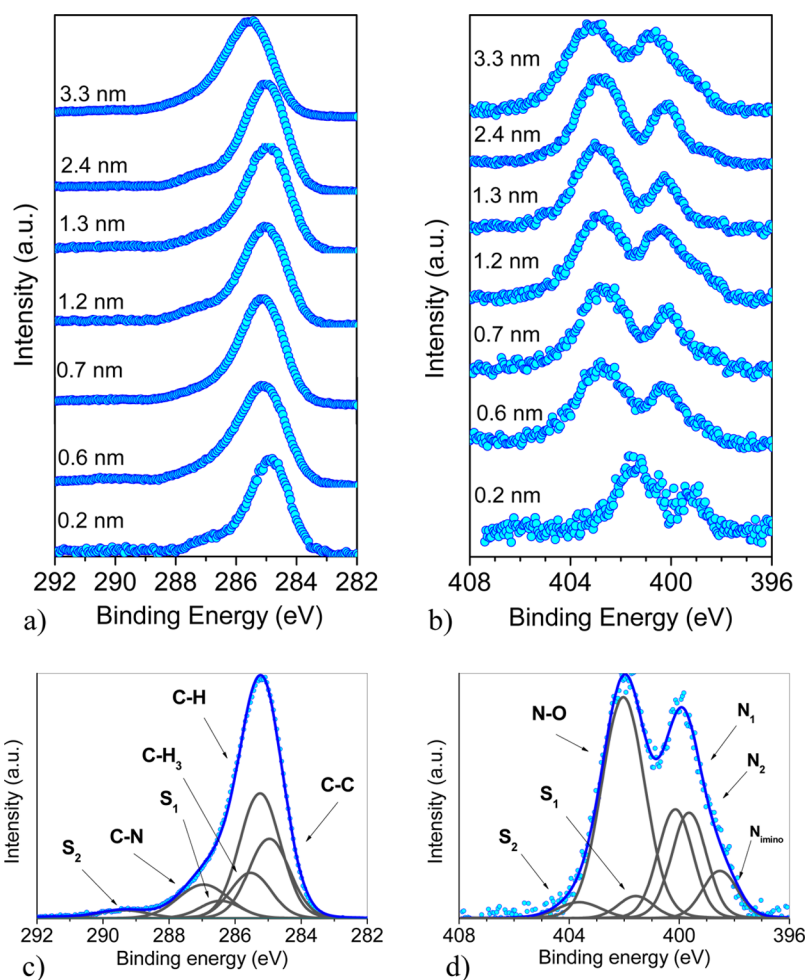 Intensity (a.u.)
3.3 nm
2.4 nm
1.3 nm
1.2 nm
0.7 nm
0.6 nm
0.2 nm
292 290 288 286 284 282
Binding Energy (eV)
a)
Intensity (a.u.)
3.3 nm
2.4 nm
1.3 nm
1.2 nm
0.7 nm
0.6 nm
0.2 nm
408 404 400 396
Binding Energy (eV)
b)
Intensity (a.u.)
C-H
C-H3
S1
C-N
S2
C-C
292 290 288 286 284 282
Binding energy (eV)
c)
Intensity (a.u.)
N-O
S1
S2
N1
N2
Nimino
408 404 400 396
Binding energy (eV)
d)